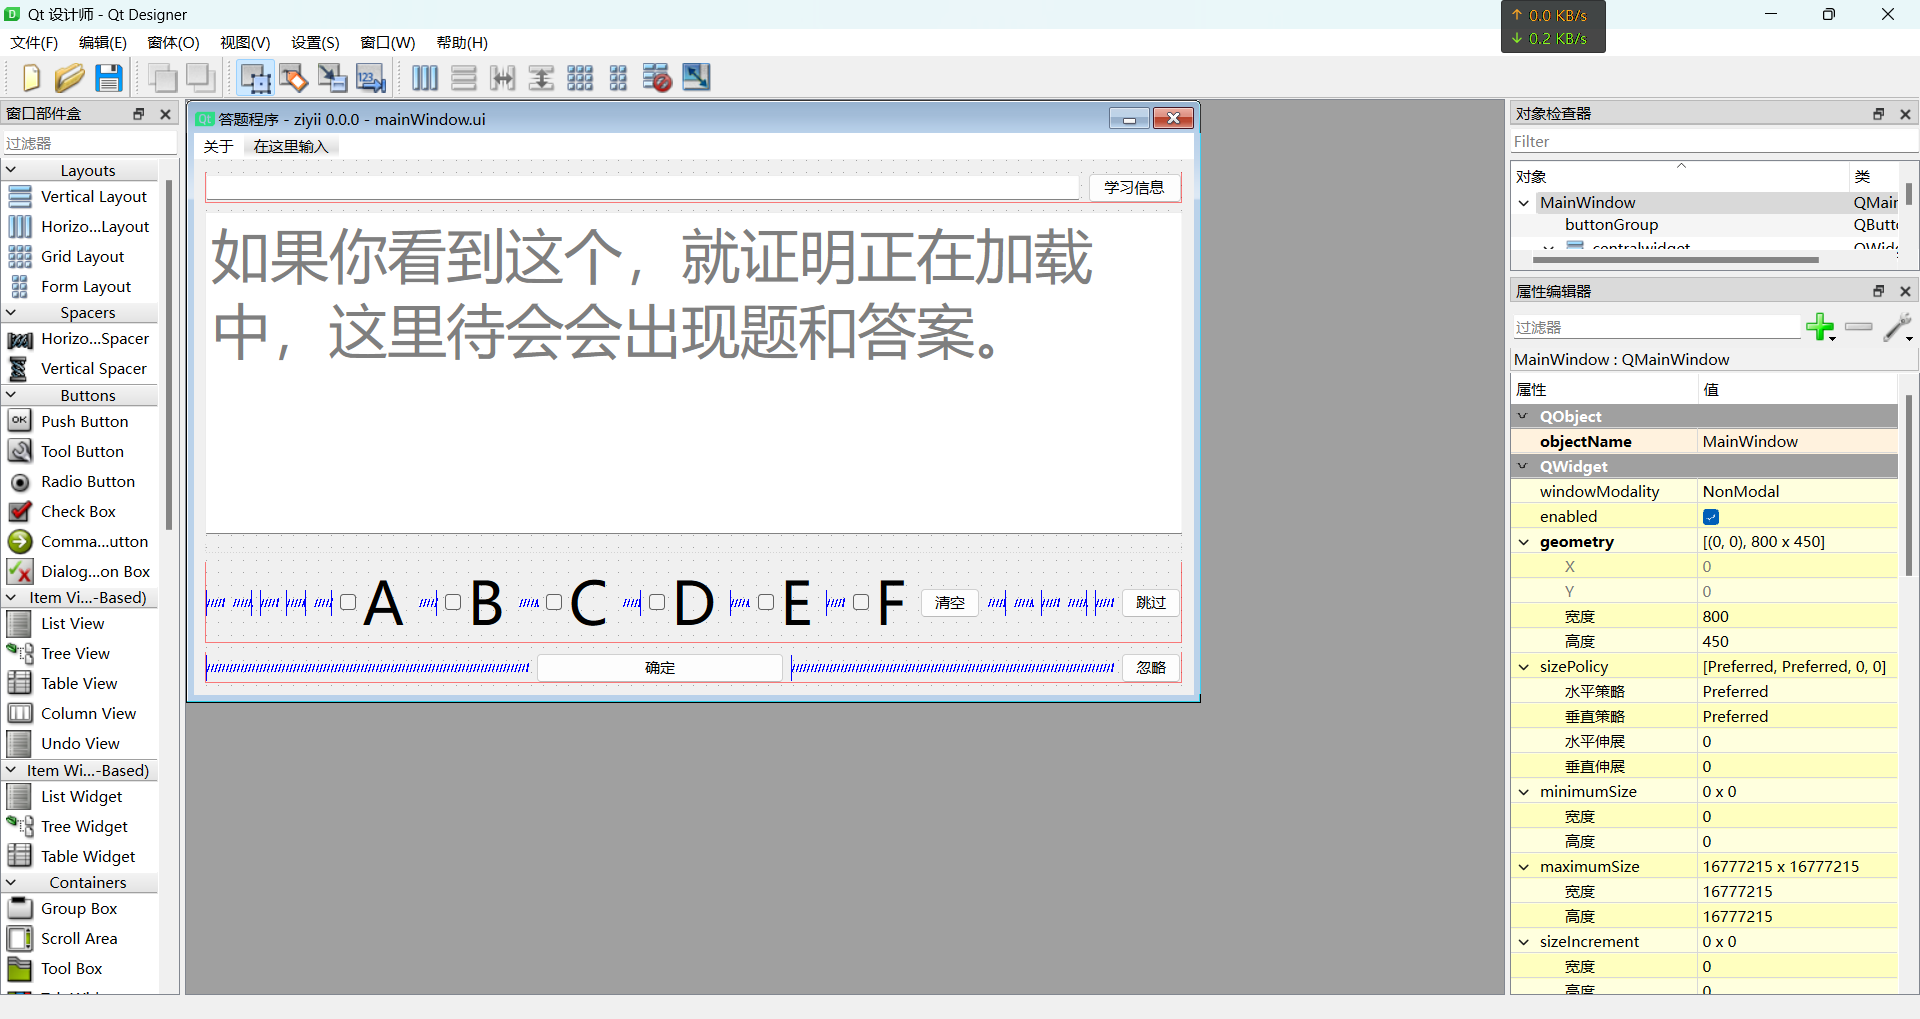 Qt 设计师 - Qt Designer
↑ 0.0 KB/s
↓ 0.2 KB/s
文件(F) 编辑(E) 窗体(O) 视图(V) 设置(S) 窗口(W) 帮助(H)
窗口部件盒
过滤器
Layouts
Vertical Layout
Horizo...Layout
Grid Layout
Form Layout
Spacers
Horizo...Spacer
Vertical Spacer
Buttons
Push Button
Tool Button
Radio Button
Check Box
Comma...utton
Dialog...on Box
Item Vi...-Based)
List View
Tree View
Table View
Column View
Undo View
Item Wi...-Based)
List Widget
Tree Widget
Table Widget
Containers
Group Box
Scroll Area
Tool Box
答题程序 - ziyii 0.0.0 - mainWindow.ui
关于 在这里输入
学习信息
如果你看到这个，就证明正在加载
中，这里待会会出现题和答案。
A B C D E F 清空 跳过
确定 忽略
对象检查器
Filter
对象 类
MainWindow QMain
buttonGroup QButt
centralwidget QWid
属性编辑器
过滤器
MainWindow : QMainWindow
属性 值
QObject
objectName MainWindow
QWidget
windowModality NonModal
enabled
geometry [(0, 0), 800 x 450]
X 0
Y 0
宽度 800
高度 450
sizePolicy [Preferred, Preferred, 0, 0]
水平策略 Preferred
垂直策略 Preferred
水平伸展 0
垂直伸展 0
minimumSize 0 x 0
宽度 0
高度 0
maximumSize 16777215 x 16777215
宽度 16777215
高度 16777215
sizeIncrement 0 x 0
宽度 0
高度 0